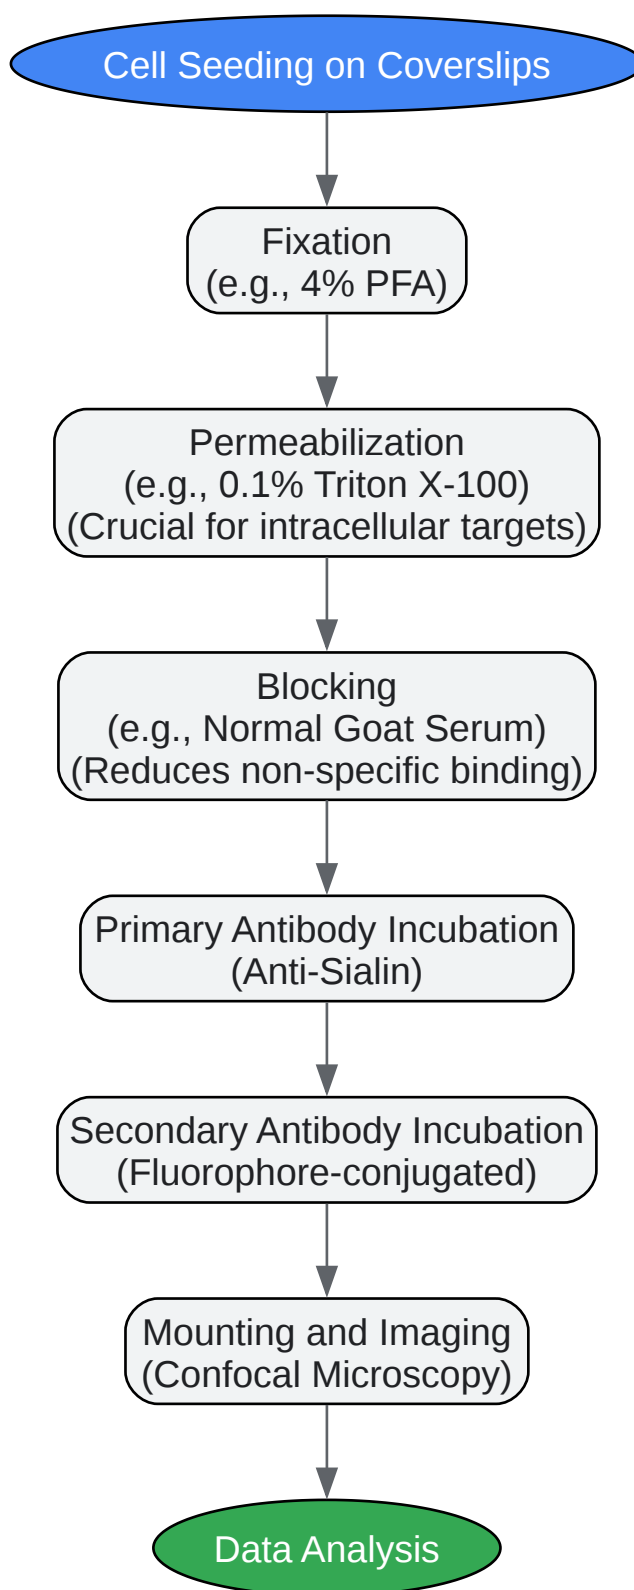 Cell Seeding on Coverslips
Fixation
(e.g., 4% PFA)
Permeabilization
(e.g., 0.1% Triton X-100)
(Crucial for intracellular targets)
Blocking
(e.g., Normal Goat Serum)
(Reduces non-specific binding)
Primary Antibody Incubation
(Anti-Sialin)
Secondary Antibody Incubation
(Fluorophore-conjugated)
Mounting and Imaging
(Confocal Microscopy)
Data Analysis